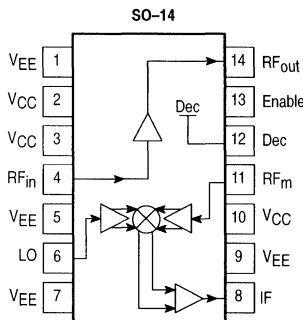 SO–14
VEE 1
VCC 2
VCC 3
RFin 4
VEE 5
LO 6
VEE 7
14 RFout
13 Enable
Dec
12 Dec
11 RFm
10 VCC
9 VEE
8 IF